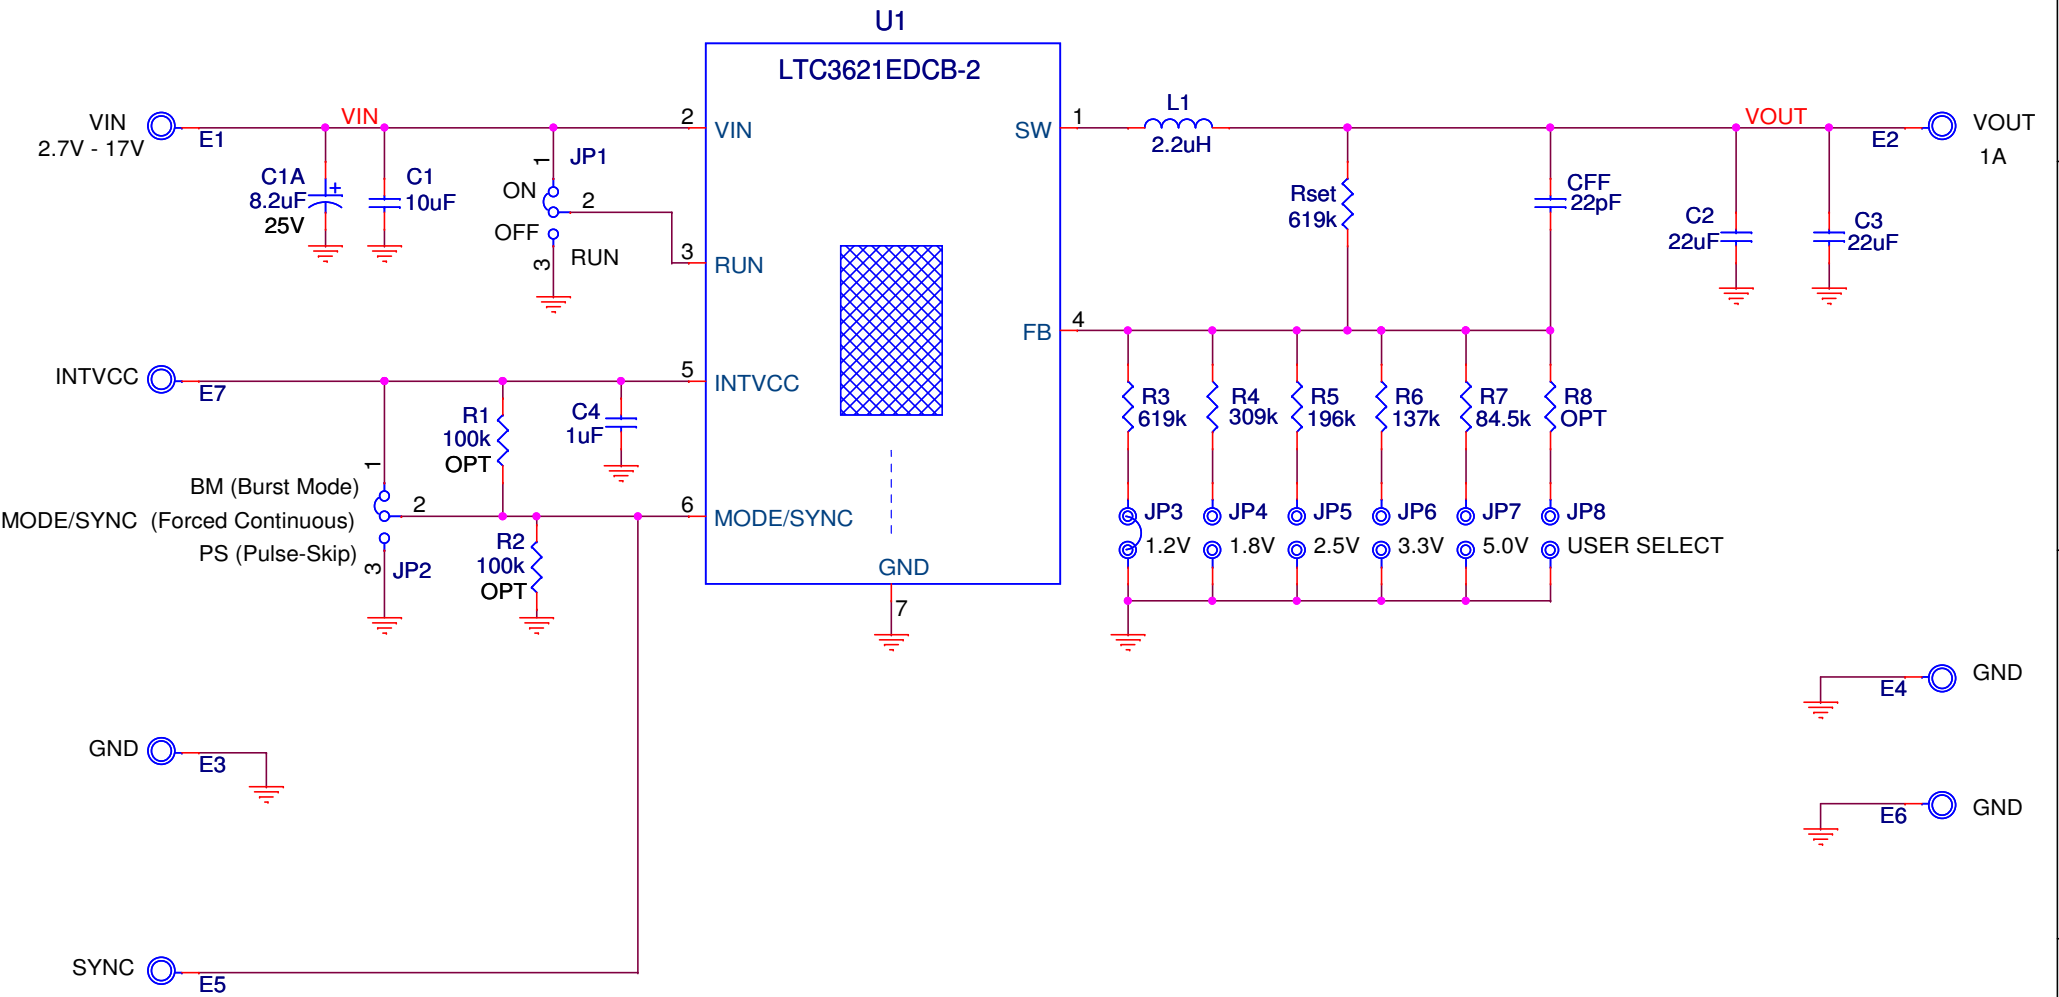 U1
LTC3621EDCB-2
VIN
2.7V - 17V
E1
VIN
2
VIN
C1A
8.2uF
25V
+
C1
10uF
1
JP1
ON
2
OFF
3
RUN
3
RUN
SW
1
L1
2.2uH
VOUT
E2
VOUT
1A
Rset
619k
CFF
22pF
C2
22uF
C3
22uF
FB
4
INTVCC
E7
5
INTVCC
R1
100k
OPT
C4
1uF
1
BM (Burst Mode)
MODE/SYNC (Forced Continuous)
PS (Pulse-Skip)
2
3
JP2
R2
100k
OPT
6
MODE/SYNC
GND
7
R3
619k
R4
309k
R5
196k
R6
137k
R7
84.5k
R8
OPT
JP3
1.2V
JP4
1.8V
JP5
2.5V
JP6
3.3V
JP7
5.0V
JP8
USER SELECT
E4
GND
GND
E3
E6
GND
SYNC
E5